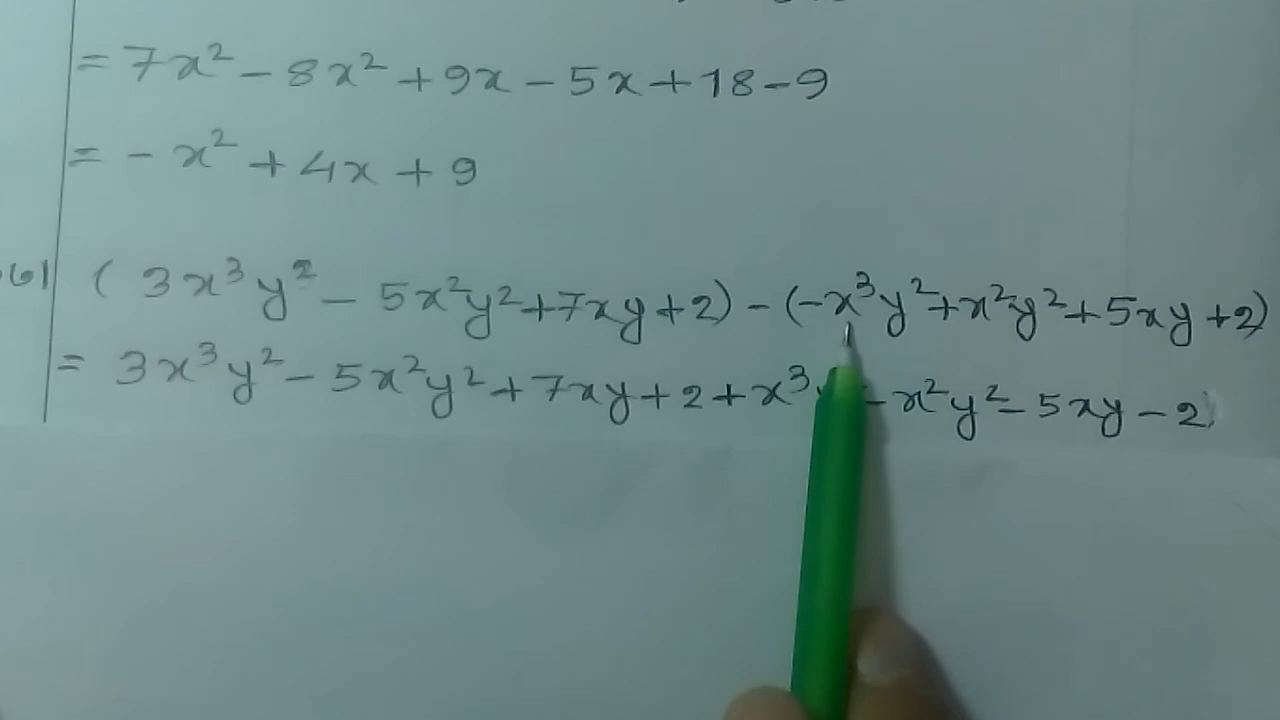 = 7x² - 8x² + 9x - 5x + 18 - 9
= - x² + 4x + 9
6) (3x³y² - 5x²y² + 7xy + 2) - (-x³y² + x²y² + 5xy + 2)
= 3x³y² - 5x²y² + 7xy + 2 + x³ - x²y² - 5xy - 2